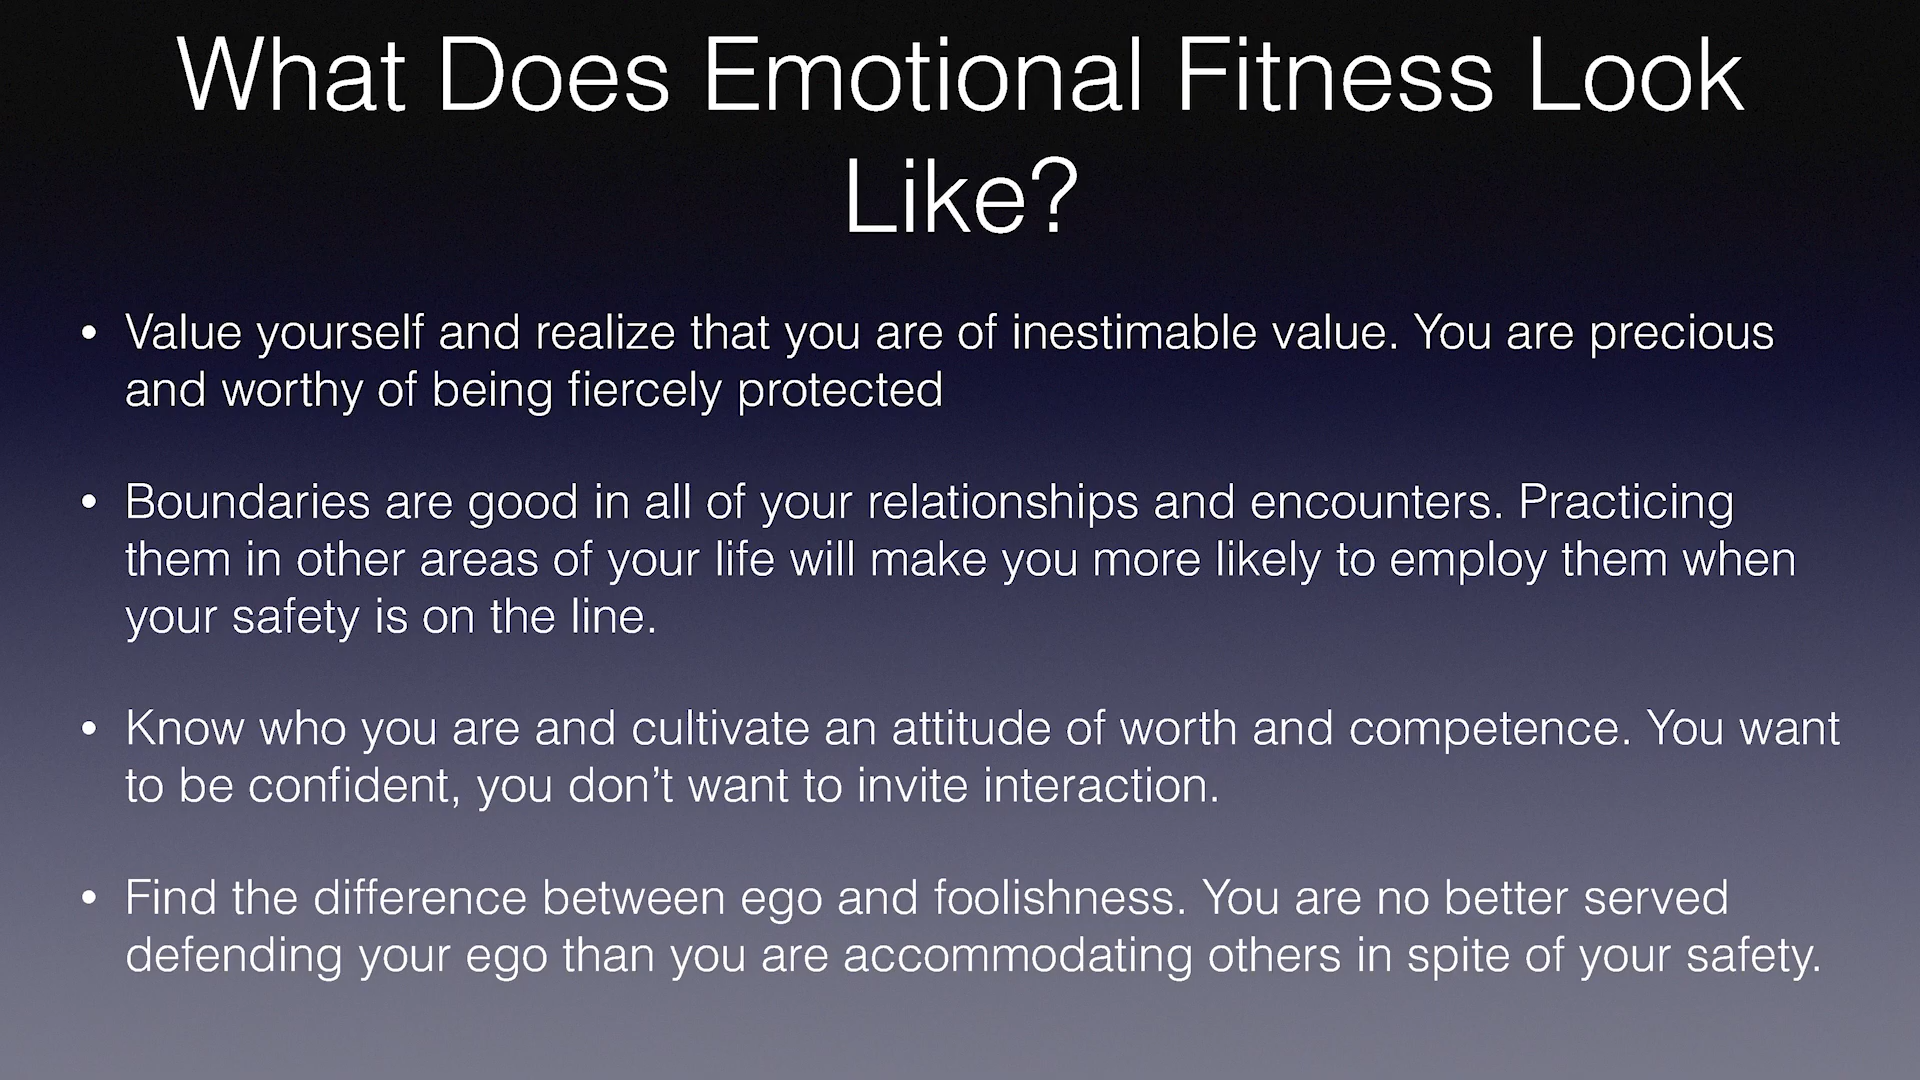 What Does Emotional Fitness Look
Like?
• Value yourself and realize that you are of inestimable value. You are precious
and worthy of being fiercely protected
• Boundaries are good in all of your relationships and encounters. Practicing
them in other areas of your life will make you more likely to employ them when
your safety is on the line.
• Know who you are and cultivate an attitude of worth and competence. You want
to be confident, you don’t want to invite interaction.
• Find the difference between ego and foolishness. You are no better served
defending your ego than you are accommodating others in spite of your safety.